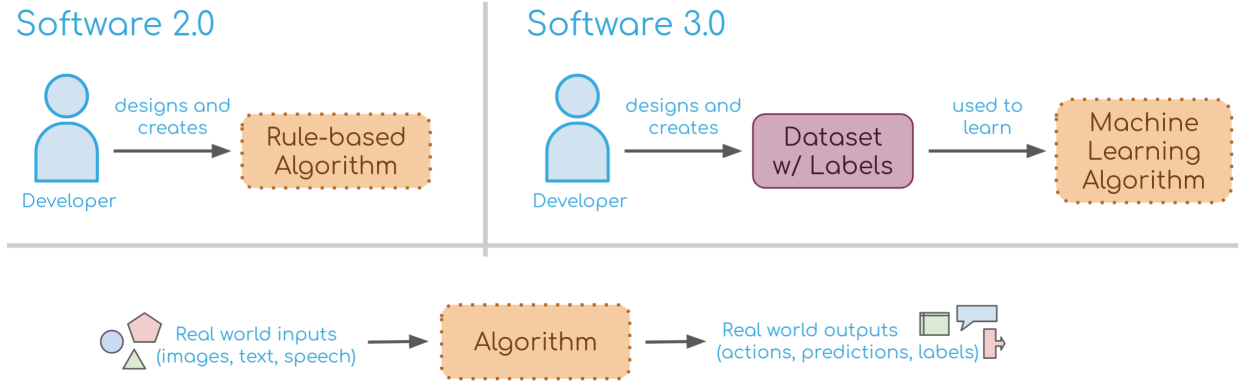 Software 2.0
designs and
creates
Rule-based
Algorithm
Developer
Software 3.0
designs and
creates
Dataset
w/ Labels
used to
learn
Machine
Learning
Algorithm
Developer
Real world inputs
(images, text, speech)
Algorithm
Real world outputs
(actions, predictions, labels)